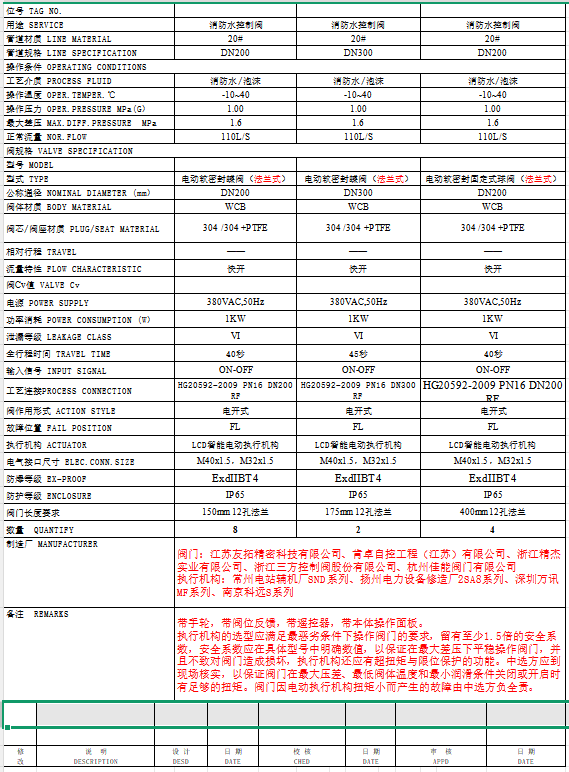 位号 TAG NO.
用途 SERVICE 消防水控制阀 消防水控制阀 消防水控制阀
管道材质 LINE MATERIAL 20# 20# 20#
管道规格 LINE SPECIFICATION DN200 DN300 DN200
操作条件 OPERATING CONDITIONS
工艺介质 PROCESS FLUID 消防水/泡沫 消防水/泡沫 消防水/泡沫
操作温度 OPER.TEMPER.℃ -10~40 -10~40 -10~40
操作压力 OPER.PRESSURE MPa(G) 1.00 1.00 1.00
最大差压 MAX.DIFF.PRESSURE MPa 1.6 1.6 1.6
正常流量 NOR.FLOW 110L/S 110L/S 110L/S
阀规格 VALVE SPECIFICATION
型号 MODEL
型式 TYPE 电动软密封蝶阀（法兰式） 电动软密封蝶阀（法兰式） 电动软密封固定式球阀（法兰式）
公称通径 NOMINAL DIAMETER (mm) DN200 DN300 DN200
阀体材质 BODY MATERIAL WCB WCB WCB
阀芯/阀座材质 PLUG/SEAT MATERIAL 304 /304 +PTFE 304 /304 +PTFE 304 /304 +PTFE
相对行程 TRAVEL —— —— ——
流量特性 FLOW CHARACTERISTIC 快开 快开 快开
阀Cv值 VALVE Cv
电源 POWER SUPPLY 380VAC,50Hz 380VAC,50Hz 380VAC,50Hz
功率消耗 POWER CONSUMPTION (W) 1KW 1KW 1KW
泄漏等级 LEAKAGE CLASS VI VI VI
全行程时间 TRAVEL TIME 40秒 45秒 40秒
输入信号 INPUT SIGNAL ON-OFF ON-OFF ON-OFF
工艺连接PROCESS CONNECTION HG20592-2009 PN16 DN200 RF HG20592-2009 PN16 DN300 RF HG20592-2009 PN16 DN200 RF
阀作用形式 ACTION STYLE 电开式 电开式 电开式
故障位置 FAIL POSITION FL FL FL
执行机构 ACTUATOR LCD智能电动执行机构 LCD智能电动执行机构 LCD智能电动执行机构
电气接口尺寸 ELEC.CONN.SIZE M40x1.5，M32x1.5 M40x1.5，M32x1.5 M40x1.5，M32x1.5
防爆等级 EX-PROOF ExdIIBT4 ExdIIBT4 ExdIIBT4
防护等级 ENCLOSURE IP65 IP65 IP65
阀门长度要求 150mm 12孔法兰 175mm 12孔法兰 400mm 12孔法兰
数量 QUANTIFY 8 2 4
制造厂 MANUFACTURER
阀门：江苏友拓精密科技有限公司、肯卓自控工程（江苏）有限公司、浙江精杰
实业有限公司、浙江三方控制阀股份有限公司、杭州佳能阀门有限公司
执行机构：常州电站辅机厂SND系列、扬州电力设备修造厂2SA8系列、深圳万讯
MF系列、南京科远S系列
备注 REMARKS
带手轮，带阀位反馈，带遥控器，带本体操作面板。
执行机构的选型应满足最恶劣条件下操作阀门的要求，留有至少1.5倍的安全系
数，安全系数应在具体型号中明确数值，以保证在最大差压下平稳操作阀门，并
且不致对阀门造成损坏，执行机构还应有超扭矩与限位保护的功能。中选方应到
现场核实，以保证阀门在最大压差、最低阀体温度和最小润滑条件关闭或开启时
有足够的扭矩。阀门因电动执行机构扭矩小而产生的故障由中选方负全责。
修 说 明 设 计 日 期 校 核 日 期 审 核 日 期
改 DESCRIPTION DESD DATE CHED DATE APPD DATE